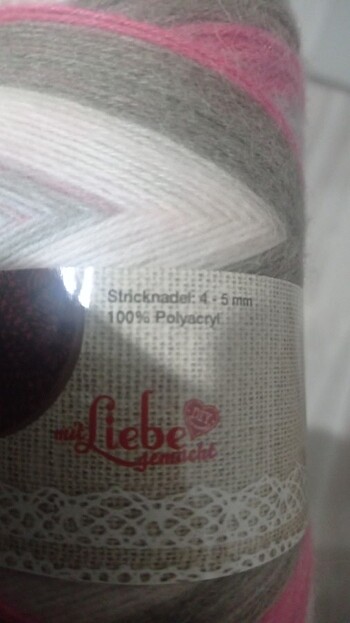 Stricknadel: 4 - 5 mm
100% Polyacryl
mit Liebe
gemacht